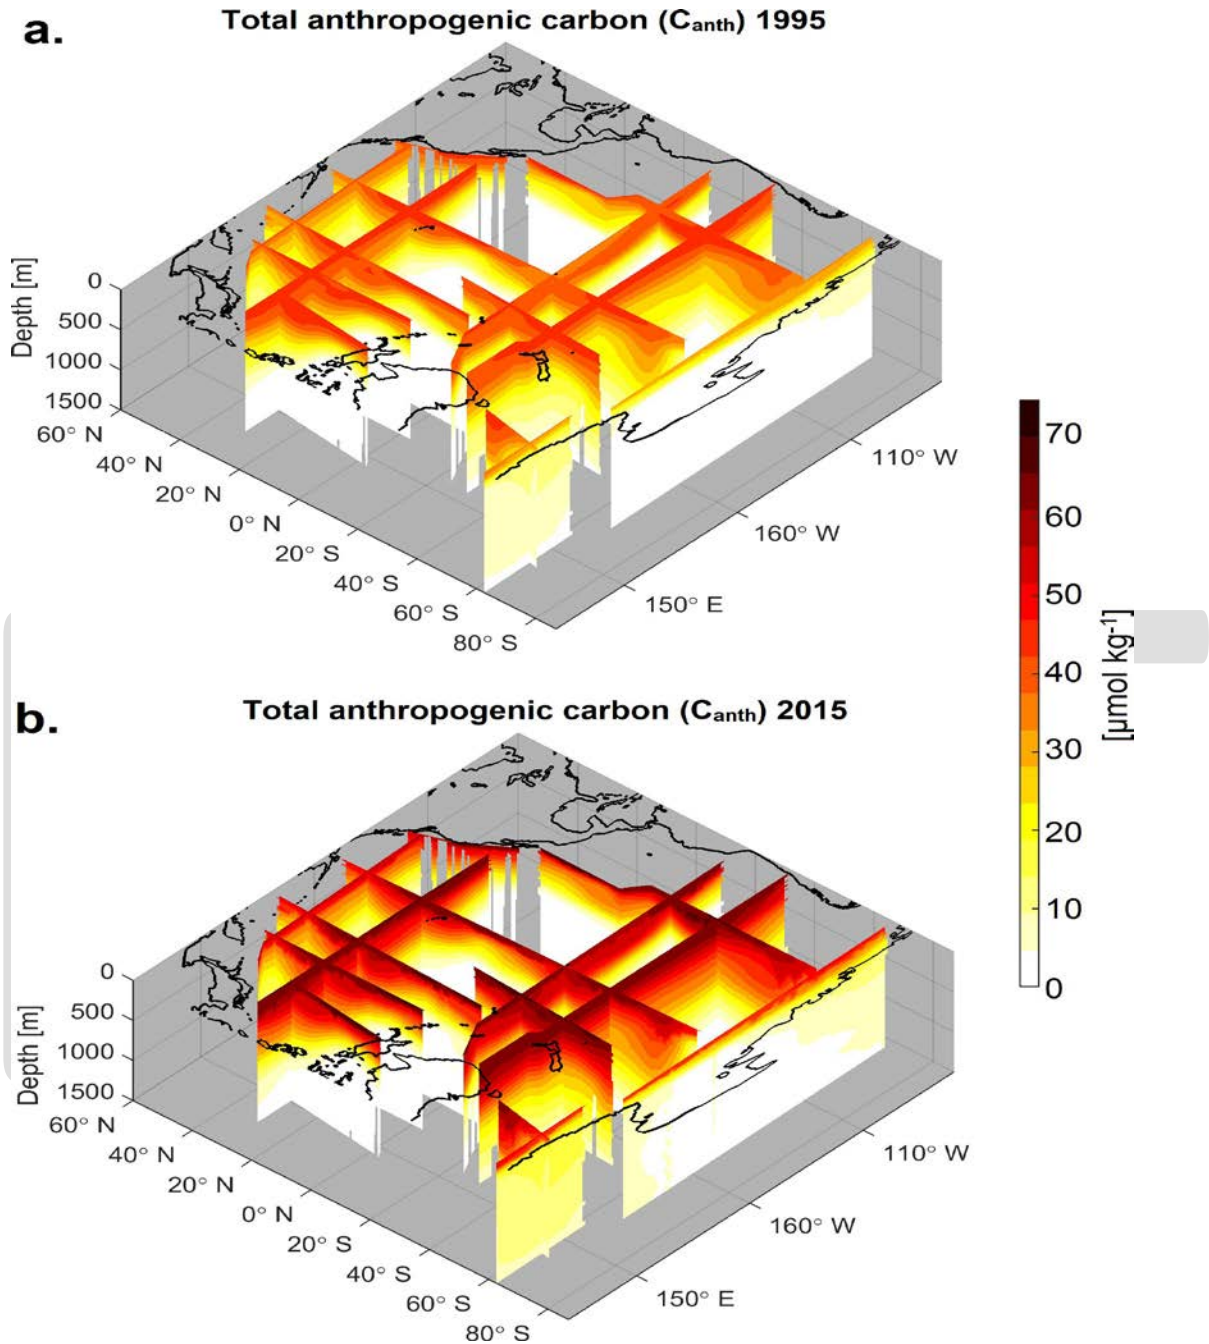 a.
Total anthropogenic carbon (Canth) 1995
Depth [m]
0
500
1000
1500
60° N
40° N
20° N
0° N
20° S
40° S
60° S
80° S
150° E
160° W
110° W
70
60
50
40
30
20
10
0
[µmol kg-1]
b.
Total anthropogenic carbon (Canth) 2015
Depth [m]
0
500
1000
1500
60° N
40° N
20° N
0° N
20° S
40° S
60° S
80° S
150° E
160° W
110° W